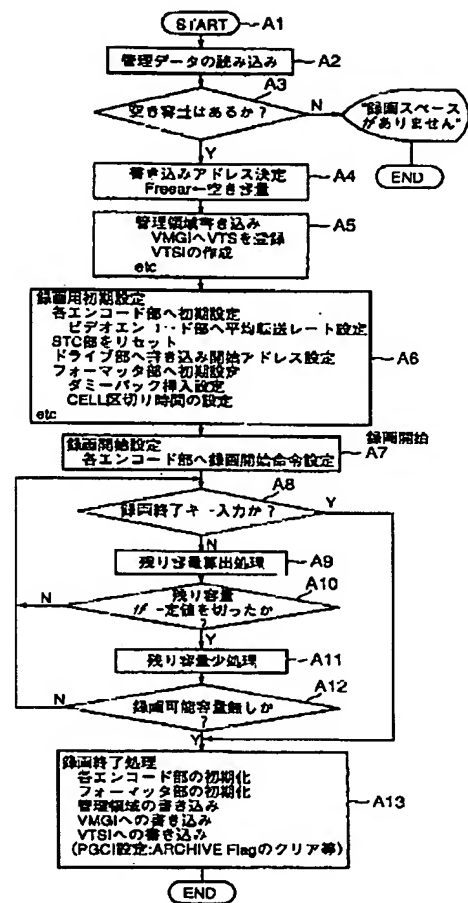 START
A1
管理データの読み込み
A2
A3
空き容量はあるか?
N
"録画スペース
がありません"
END
Y
書き込みアドレス決定
Freear←空き容量
A4
管理領域書き込み
VMGIへVTSを登録
VTSIの作成
etc
A5
録画用初期設定
各エンコード部へ初期設定
ビデオエンコード部へ平均転送レート設定
STC部をリセット
ドライブ部へ書き込み開始アドレス設定
フォーマッタ部へ初期設定
ダミーパック挿入設定
CELL区切り時間の設定
etc
A6
録画開始設定
各エンコード部へ録画開始命令設定
録画開始
A7
A8
録画終了キー入力か?
Y
N
残り容量算出処理
A9
A10
残り容量
が一定値を切ったか
?
N
Y
残り容量少処理
A11
A12
録画可能容量無しか
?
N
Y
録画終了処理
各エンコード部の初期化
フォーマッタ部の初期化
管理領域の書き込み
VMGIへの書き込み
VTSIへの書き込み
(PGCI設定:ARCHIVE Flagのクリア等)
A13
END